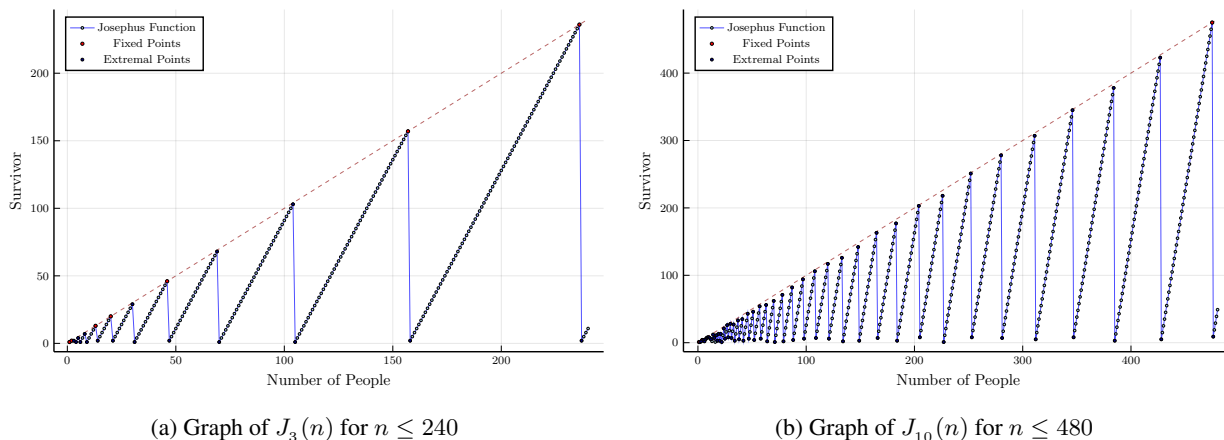 Josephus Function
Fixed Points
Extremal Points
200
150
100
50
0
Survivor
0 50 100 150 200
Number of People
(a) Graph of J₃(n) for n ≤ 240
Josephus Function
Fixed Points
Extremal Points
400
300
200
100
0
Survivor
0 100 200 300 400
Number of People
(b) Graph of J₁₀(n) for n ≤ 480